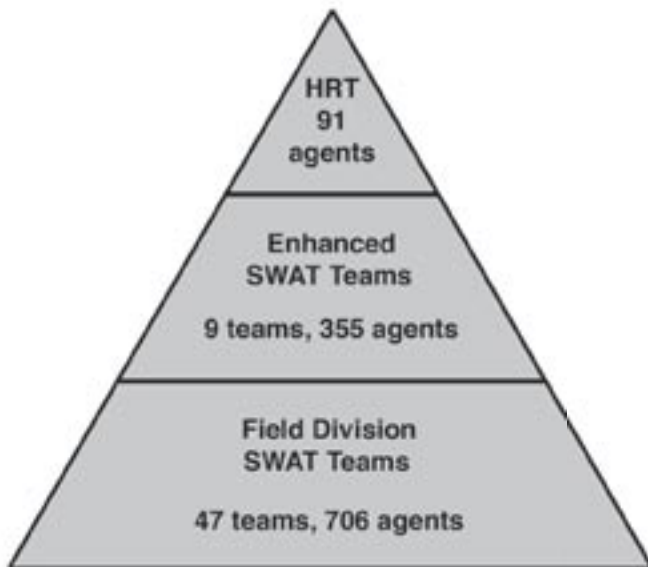 HRT
91
agents
Enhanced
SWAT Teams
9 teams, 355 agents
Field Division
SWAT Teams
47 teams, 706 agents